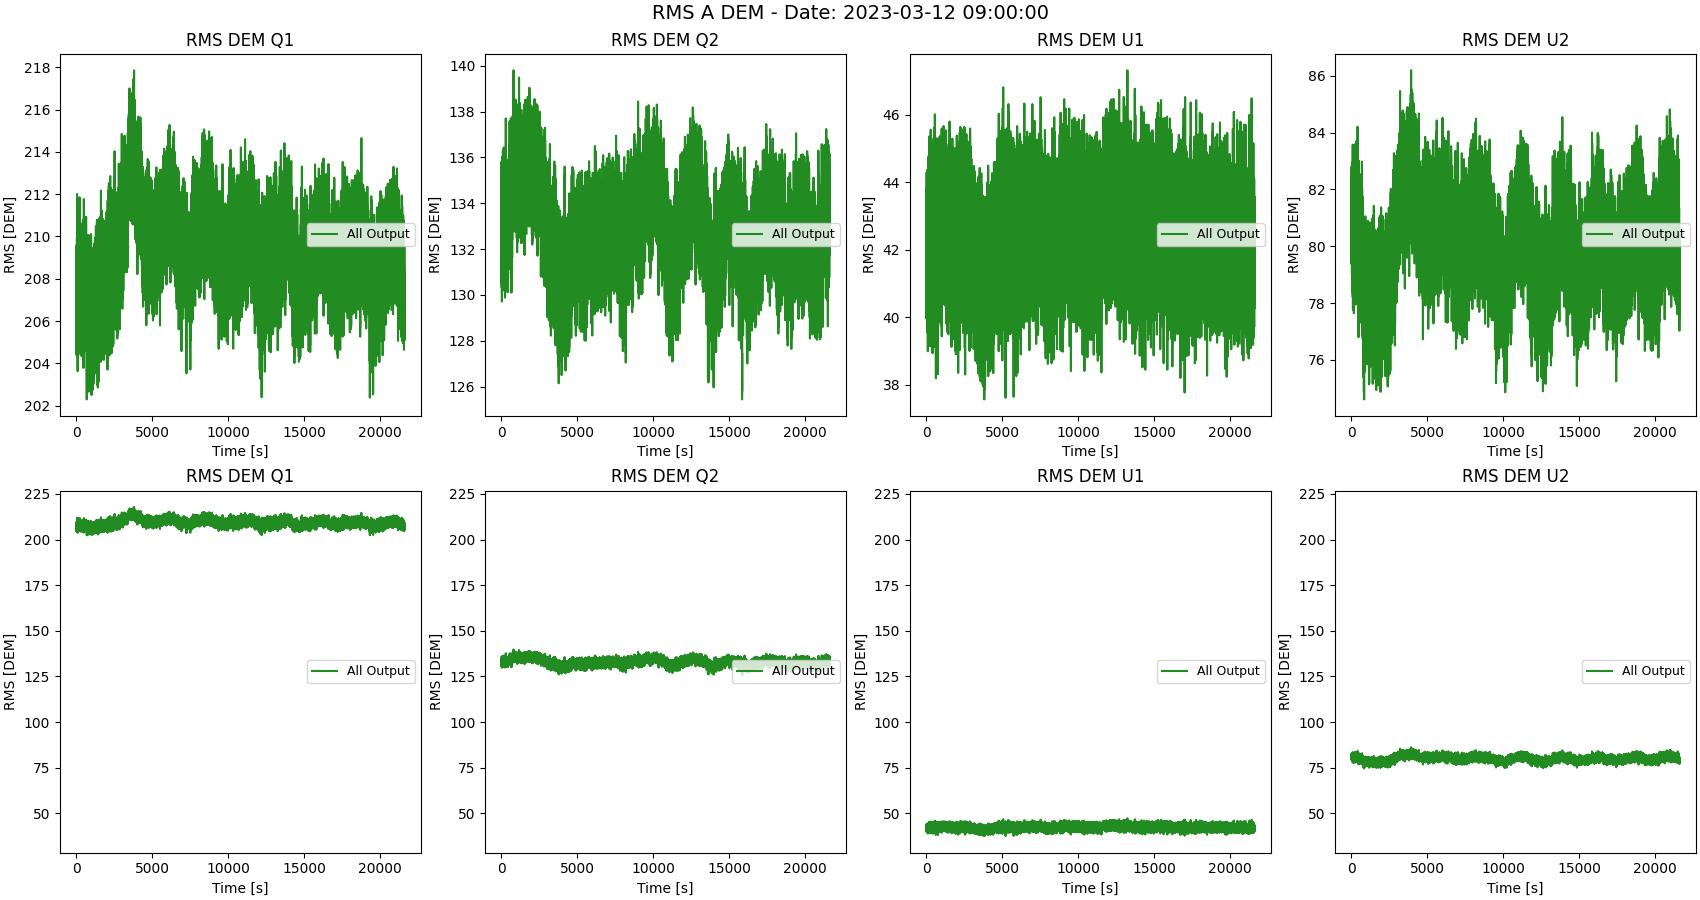 RMS A DEM - Date: 2023-03-12 09:00:00
RMS DEM Q1
RMS [DEM]
218
216
214
212
210
208
206
204
202
All Output
0 5000 10000 15000 20000
Time [s]
RMS DEM Q2
RMS [DEM]
140
138
136
134
132
130
128
126
All Output
0 5000 10000 15000 20000
Time [s]
RMS DEM U1
RMS [DEM]
46
44
42
40
38
All Output
0 5000 10000 15000 20000
Time [s]
RMS DEM U2
RMS [DEM]
86
84
82
80
78
76
All Output
0 5000 10000 15000 20000
Time [s]
RMS DEM Q1
RMS [DEM]
225
200
175
150
125
100
75
50
All Output
0 5000 10000 15000 20000
Time [s]
RMS DEM Q2
RMS [DEM]
225
200
175
150
125
100
75
50
All Output
0 5000 10000 15000 20000
Time [s]
RMS DEM U1
RMS [DEM]
225
200
175
150
125
100
75
50
All Output
0 5000 10000 15000 20000
Time [s]
RMS DEM U2
RMS [DEM]
225
200
175
150
125
100
75
50
All Output
0 5000 10000 15000 20000
Time [s]